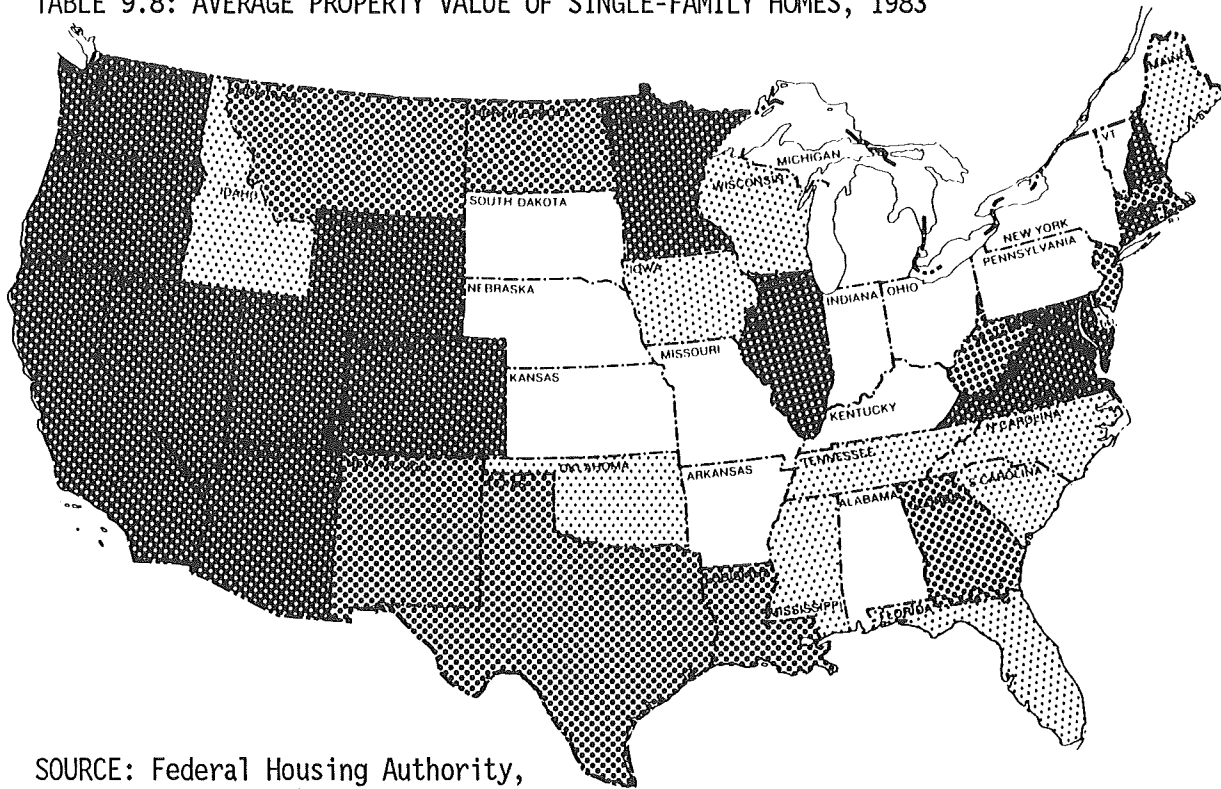 TABLE 9.8: AVERAGE PROPERTY VALUE OF SINGLE-FAMILY HOMES, 1983
MAINE
VT
MICHIGAN
WISCONSIN
IDAHO
SOUTH DAKOTA
NEW YORK
PENNSYLVANIA
IOWA
NEBRASKA
INDIANA
OHIO
MISSOURI
KANSAS
KENTUCKY
N CAROLINA
TENNESSEE
OKLAHOMA
ARKANSAS
S CAROLINA
ALABAMA
MISSISSIPPI
FLORIDA
SOURCE: Federal Housing Authority,